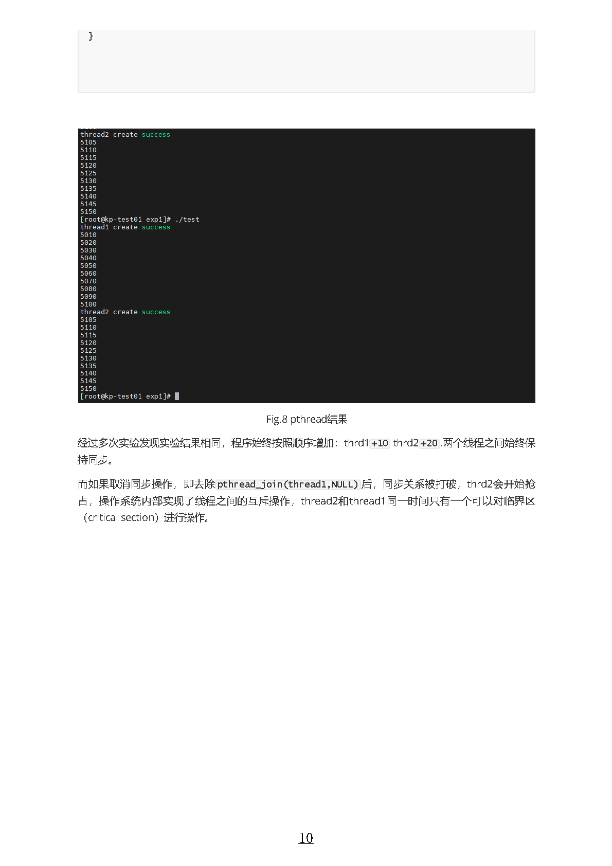 }
thread2 create success
5105
5110
5115
5120
5125
5130
5135
5140
5145
5150
[root@kp-test01 exp1]# ./test
thread1 create success
5010
5020
5030
5040
5050
5060
5070
5080
5090
5100
thread2 create success
5105
5110
5115
5120
5125
5130
5135
5140
5145
5150
[root@kp-test01 exp1]#
Fig.8 pthread结果
经过多次实验发现实验结果相同，程序始终按照顺序增加：thrd1 +10 thrd2 +20 .两个线程之间始终保
持同步。
而如果取消同步操作，即去除 pthread_join(thread1,NULL) 后，同步关系被打破，thrd2会开始抢
占，操作系统内部实现了线程之间的互斥操作，thread2和thread1同一时间只有一个可以对临界区
（critical section）进行操作。
10